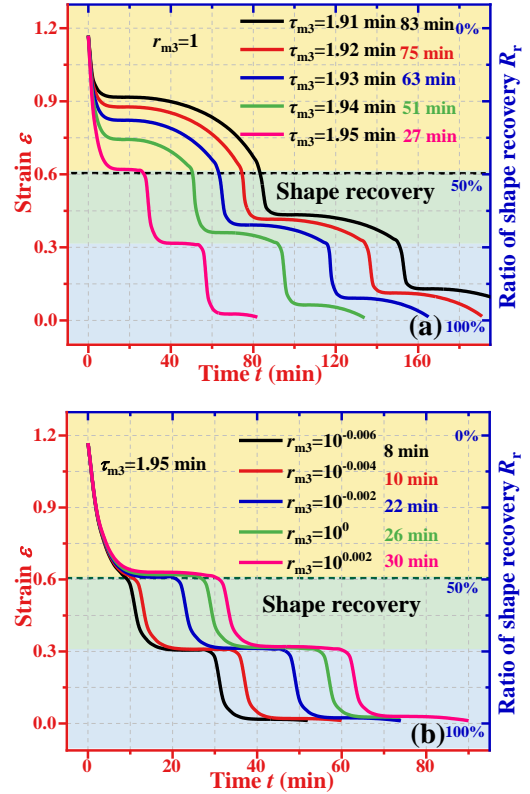 1.2
0.9
0.6
0.3
0.0
Strain ε
r_m3=1
τ_m3=1.91 min 83 min
τ_m3=1.92 min 75 min
τ_m3=1.93 min 63 min
τ_m3=1.94 min 51 min
τ_m3=1.95 min 27 min
Shape recovery
0%
50%
100%
Ratio of shape recovery R_r
(a)
0 40 80 120 160
Time t (min)
1.2
0.9
0.6
0.3
0.0
Strain ε
τ_m3=1.95 min
r_m3=10^-0.006 8 min
r_m3=10^-0.004 10 min
r_m3=10^-0.002 22 min
r_m3=10^0 26 min
r_m3=10^0.002 30 min
Shape recovery
0%
50%
100%
Ratio of shape recovery R_r
(b)
0 20 40 60 80
Time t (min)